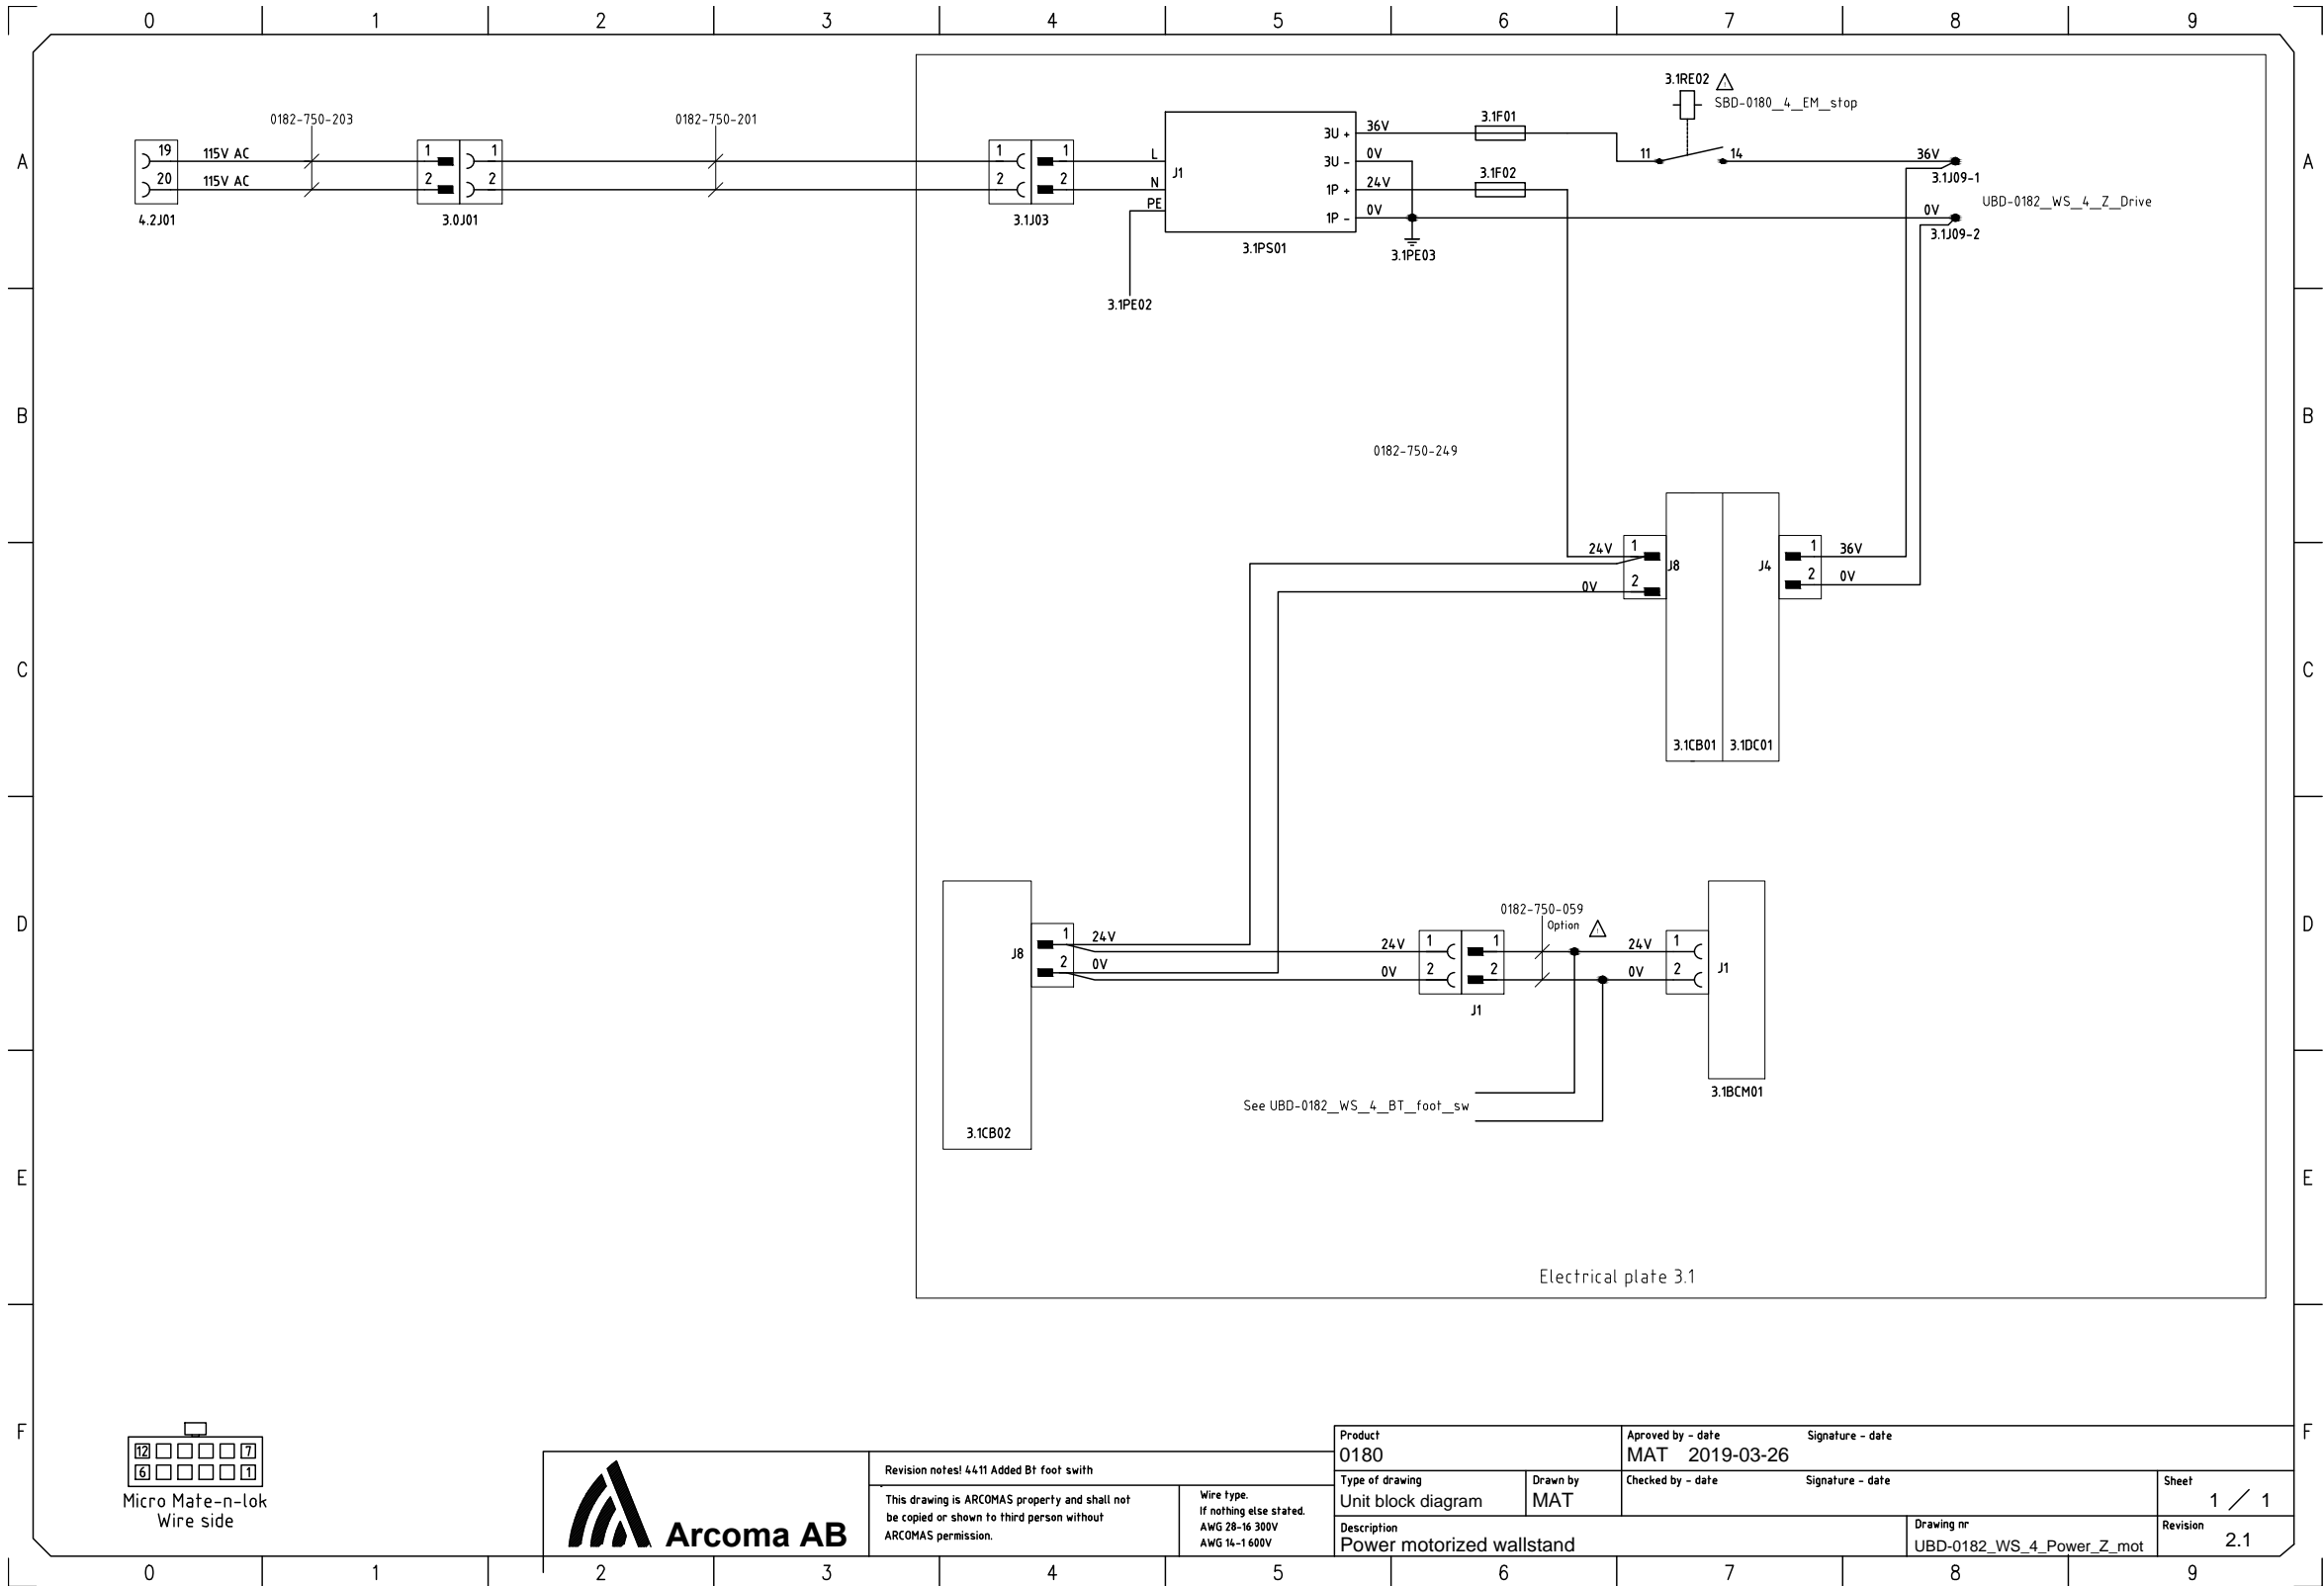 0 1 2 3 4 5 6 7 8 9
3.1RE02
SBD-0180_4_EM_stop
0182-750-203
0182-750-201
3.1F01
36V
3U +
A
19
115V AC
1
1
1
1
L
J1
3U -
0V
11
14
36V
A
3.1J09-1
20
115V AC
2
2
2
2
N
1P +
24V
3.1F02
UBD-0182_WS_4_Z_Drive
PE
1P -
0V
0V
4.2J01
3.0J01
3.1J03
3.1J09-2
3.1PS01
3.1PE03
3.1PE02
B
B
0182-750-249
24V
1
J8
J4
1
36V
0V
2
2
0V
C
C
3.1CB01
3.1DC01
0182-750-059
Option
D
D
J8
1
24V
24V
1
1
24V
1
J1
2
0V
0V
2
2
0V
2
J1
3.1BCM01
See UBD-0182_WS_4_BT_foot_sw
3.1CB02
E
E
Electrical plate 3.1
F
F
12
7
6
1
Micro Mate-n-lok
Wire side
Arcoma AB
Revision notes! 4411 Added Bt foot swith
This drawing is ARCOMAS property and shall not
be copied or shown to third person without
ARCOMAS permission.
Wire type.
If nothing else stated.
AWG 28-16 300V
AWG 14-1 600V
Product
0180
Aproved by - date
Signature - date
MAT 2019-03-26
Type of drawing
Unit block diagram
Drawn by
MAT
Checked by - date
Signature - date
Sheet
1 / 1
Description
Power motorized wallstand
Drawing nr
UBD-0182_WS_4_Power_Z_mot
Revision
2.1
0 1 2 3 4 5 6 7 8 9